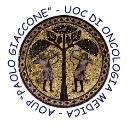 AOUP "PAOLO GIACCONE" - UOC DI ONCOLOGIA MEDICA -